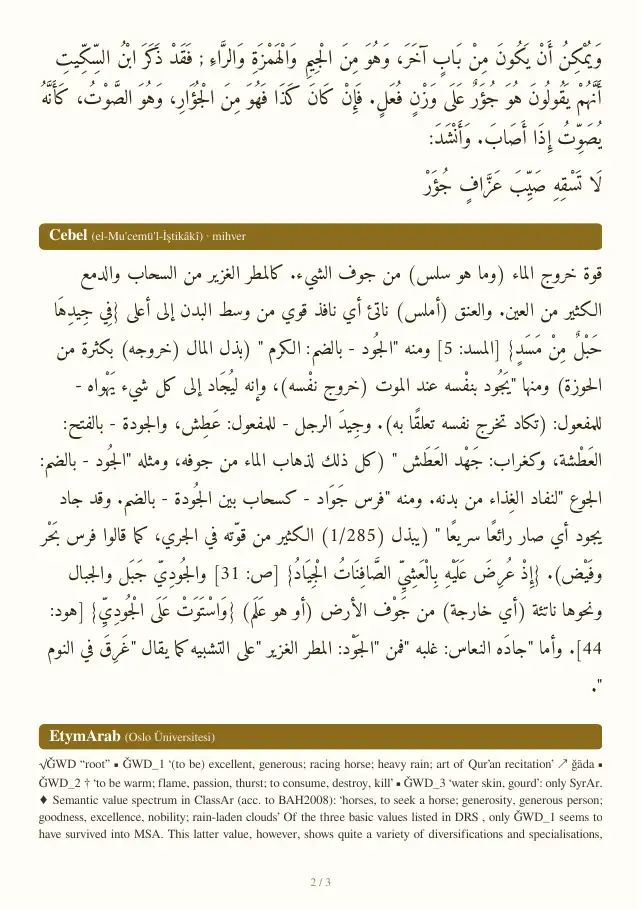 وَيُمْكِنُ أَنْ يَكُونَ مِنْ بَابٍ آخَرَ، وَهُوَ مِنَ الْجِيمِ وَالْهَمْزَةِ وَالرَّاءِ ; فَقَدْ ذَكَرَ ابْنُ السِّكِّيتِ
أَنَّهُمْ يَقُولُونَ هُوَ جُؤَرٌ عَلَى وَزْنِ فُعَلٍ. فَإِنْ كَانَ كَذَا فَهُوَ مِنَ الْجُؤَارِ، وَهُوَ الصَّوْتُ، كَأَنَّهُ
يُصَوِّتُ إِذَا أَصَابَ. وَأَنْشَدَ:
لَا تَسْقِهِ صَيِّبَ عَزَّافٍ جُؤَرْ
Cebel (el-Mu'cemü'l-İştikâkî) · mihver
قوة خروج الماء (وما هو سلس) من جوف الشيء. كالمطر الغزير من السحاب والدمع
الكثير من العين. والعنق (أملس) ناتئ أي نافذ قوي من وسط البدن إلى أعلى {فِي جِيدِهَا
حَبْلٌ مِنْ مَسَدٍ} [المسد: 5] ومنه "الجُود - بالضم: الكرم " (بذل المال (خروجه) بكثرة من
الحوزة) ومنها "يَجُود بنفْسه عند الموت (خروج نفْسه)، وإنه ليُجَاد إلى كل شيء يَهْواه -
للمفعول: (تكاد تخرج نفسه تعلقًا به). وجِيدَ الرجل - للمفعول: عَطِش، والجودة - بالفتح:
العَطْشة، وكغراب: جَهْد العَطَش " (كل ذلك لذهاب الماء من جوفه، ومثله "الجُود - بالضم:
الجوع "لنفاد الغِذاء من بدنه. ومنه "فرس جَوَاد - كسحاب بين الجُودة - بالضم. وقد جاد
يجود أي صار رائعًا سريعًا " (يبذل (1/285) الكثير من قوّته في الجري، كما قالوا فرس بَحْر
وفَيْض). {إِذْ عُرِضَ عَلَيْهِ بِالْعَشِيِّ الصَّافِنَاتُ الْجِيَادُ} [ص: 31] والجُودِيّ جَبَل والجبال
ونحوها ناتئة (أي خارجة) من جَوْف الأرض (أو هو عَلَم) {وَاسْتَوَتْ عَلَى الْجُودِيِّ} [هود:
44]. وأما "جادَه النعاس: غلبه "فمن "الجَوْد: المطر الغزير "على التشبيه كما يقال "غَرِقَ في النوم
".
EtymArab (Oslo Üniversitesi)
√ǦWD “root” ▪ ǦWD_1 ‘(to be) excellent, generous; racing horse; heavy rain; art of Qur'an recitation’ ↗ ǧāda ▪
ǦWD_2 † ‘to be warm; flame, passion, thurst; to consume, destroy, kill’ ▪ ǦWD_3 ‘water skin, gourd’: only SyrAr.
♦ Semantic value spectrum in ClassAr (acc. to BAH2008): ‘horses, to seek a horse; generosity, generous person;
goodness, excellence, nobility; rain-laden clouds’ Of the three basic values listed in DRS , only ǦWD_1 seems to
have survived into MSA. This latter value, however, shows quite a variety of diversifications and specialisations,
2 / 3